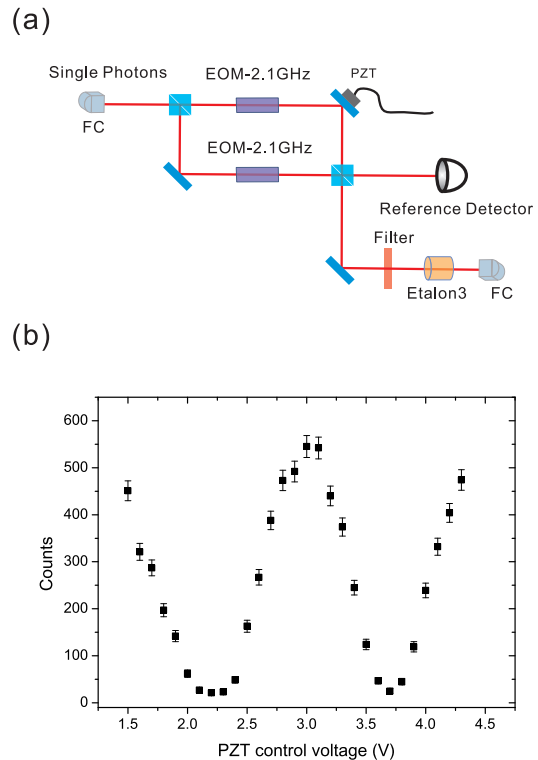 (a)
Single Photons
EOM-2.1GHz
PZT
FC
EOM-2.1GHz
Reference Detector
Filter
Etalon3
FC
(b)
600
500
400
300
200
100
0
Counts
1.5 2.0 2.5 3.0 3.5 4.0 4.5
PZT control voltage (V)